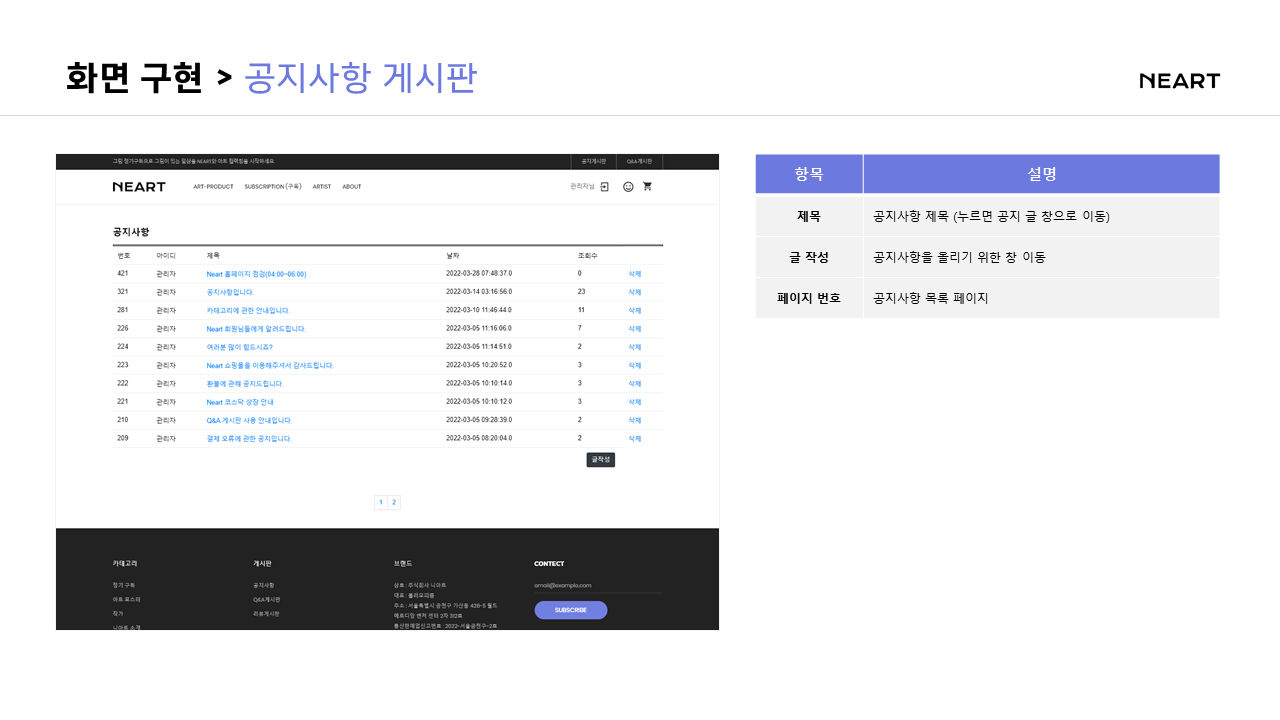 화면 구현 > 공지사항 게시판
NEART
그림 정기구독으로 그림이 있는 일상을 NEART와 아트 컬렉팅을 시작하세요.
공지게시판 Q&A게시판
NEART ART-PRODUCT SUBSCRIPTION (구독) ARTIST ABOUT 관리자님
공지사항
번호 아이디 제목 날짜 조회수
421 관리자 Neart 홈페이지 점검(04:00~06:00) 2022-03-28 07:48:37.0 0 삭제
321 관리자 공지사항입니다. 2022-03-14 03:16:56.0 23 삭제
281 관리자 카테고리에 관한 안내입니다. 2022-03-10 11:46:44.0 11 삭제
226 관리자 Neart 회원님들에게 알려드립니다. 2022-03-05 11:16:06.0 7 삭제
224 관리자 여러분 많이 힘드시죠? 2022-03-05 11:14:51.0 2 삭제
223 관리자 Neart 쇼핑몰을 이용해주셔서 감사드립니다. 2022-03-05 10:20:52.0 3 삭제
222 관리자 환불에 관해 공지드립니다. 2022-03-05 10:10:14.0 3 삭제
221 관리자 Neart 코스닥 상장 안내 2022-03-05 10:10:12.0 3 삭제
210 관리자 Q&A 게시판 사용 안내입니다. 2022-03-05 09:28:39.0 2 삭제
209 관리자 결제 오류에 관한 공지입니다. 2022-03-05 08:20:04.0 2 삭제
글작성
1 2
카테고리
정기 구독
아트 포스터
작가
니아트 소개
게시판
공지사항
Q&A게시판
리뷰게시판
브랜드
상호 : 주식회사 니아트
대표 : 올리모피아
주소 : 서울특별시 금천구 가산동 426-5 월드
메르디앙 벤처 센터 2차 312호
통신판매업신고번호 : 2022-서울금천구-2호
CONTECT
email@example.com
SUBSCRIBE
항목 설명
제목 공지사항 제목 (누르면 공지 글 창으로 이동)
글 작성 공지사항을 올리기 위한 창 이동
페이지 번호 공지사항 목록 페이지